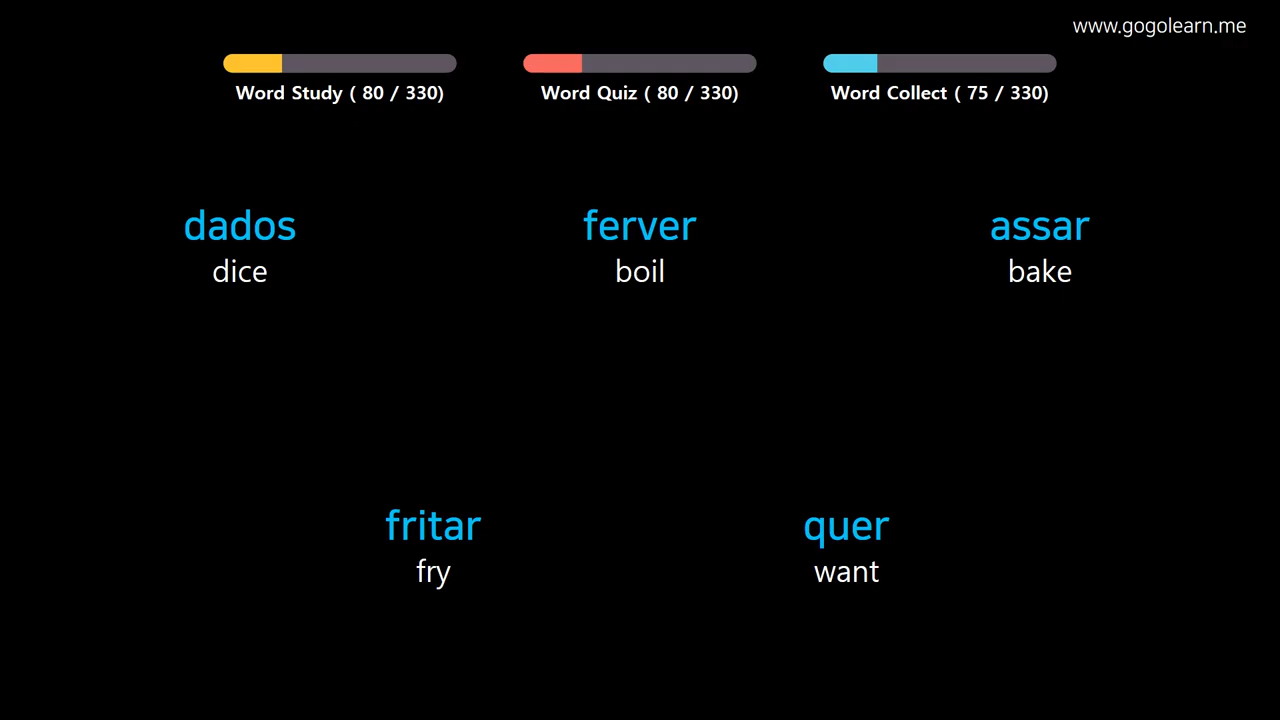 www.gogolearn.me
Word Study ( 80 / 330)
Word Quiz ( 80 / 330)
Word Collect ( 75 / 330)
dados
dice
ferver
boil
assar
bake
fritar
fry
quer
want